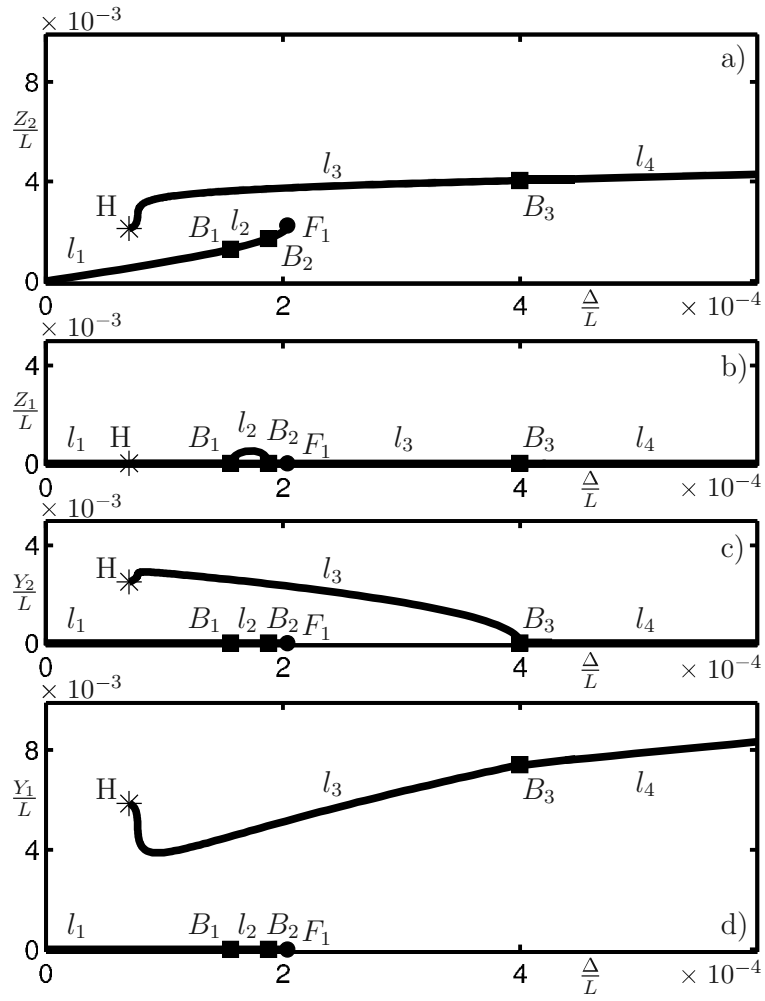 × 10⁻³
a)
8
Z₂/L
l₃
l₄
4
H
B₃
B₁ l₂ F₁
B₂
l₁
0
0 2 4 Δ/L × 10⁻⁴
× 10⁻³
b)
4
Z₁/L
l₁ H B₁ l₂ B₂ F₁ l₃ B₃ l₄
0
0 2 4 Δ/L × 10⁻⁴
× 10⁻³
c)
4
H l₃
Y₂/L
l₁ B₁ l₂ B₂ F₁ B₃ l₄
0
0 2 4 Δ/L × 10⁻⁴
× 10⁻³
8
Y₁/L
H l₃ B₃ l₄
4
l₁ B₁ l₂ B₂ F₁ d)
0
0 2 4 Δ/L × 10⁻⁴